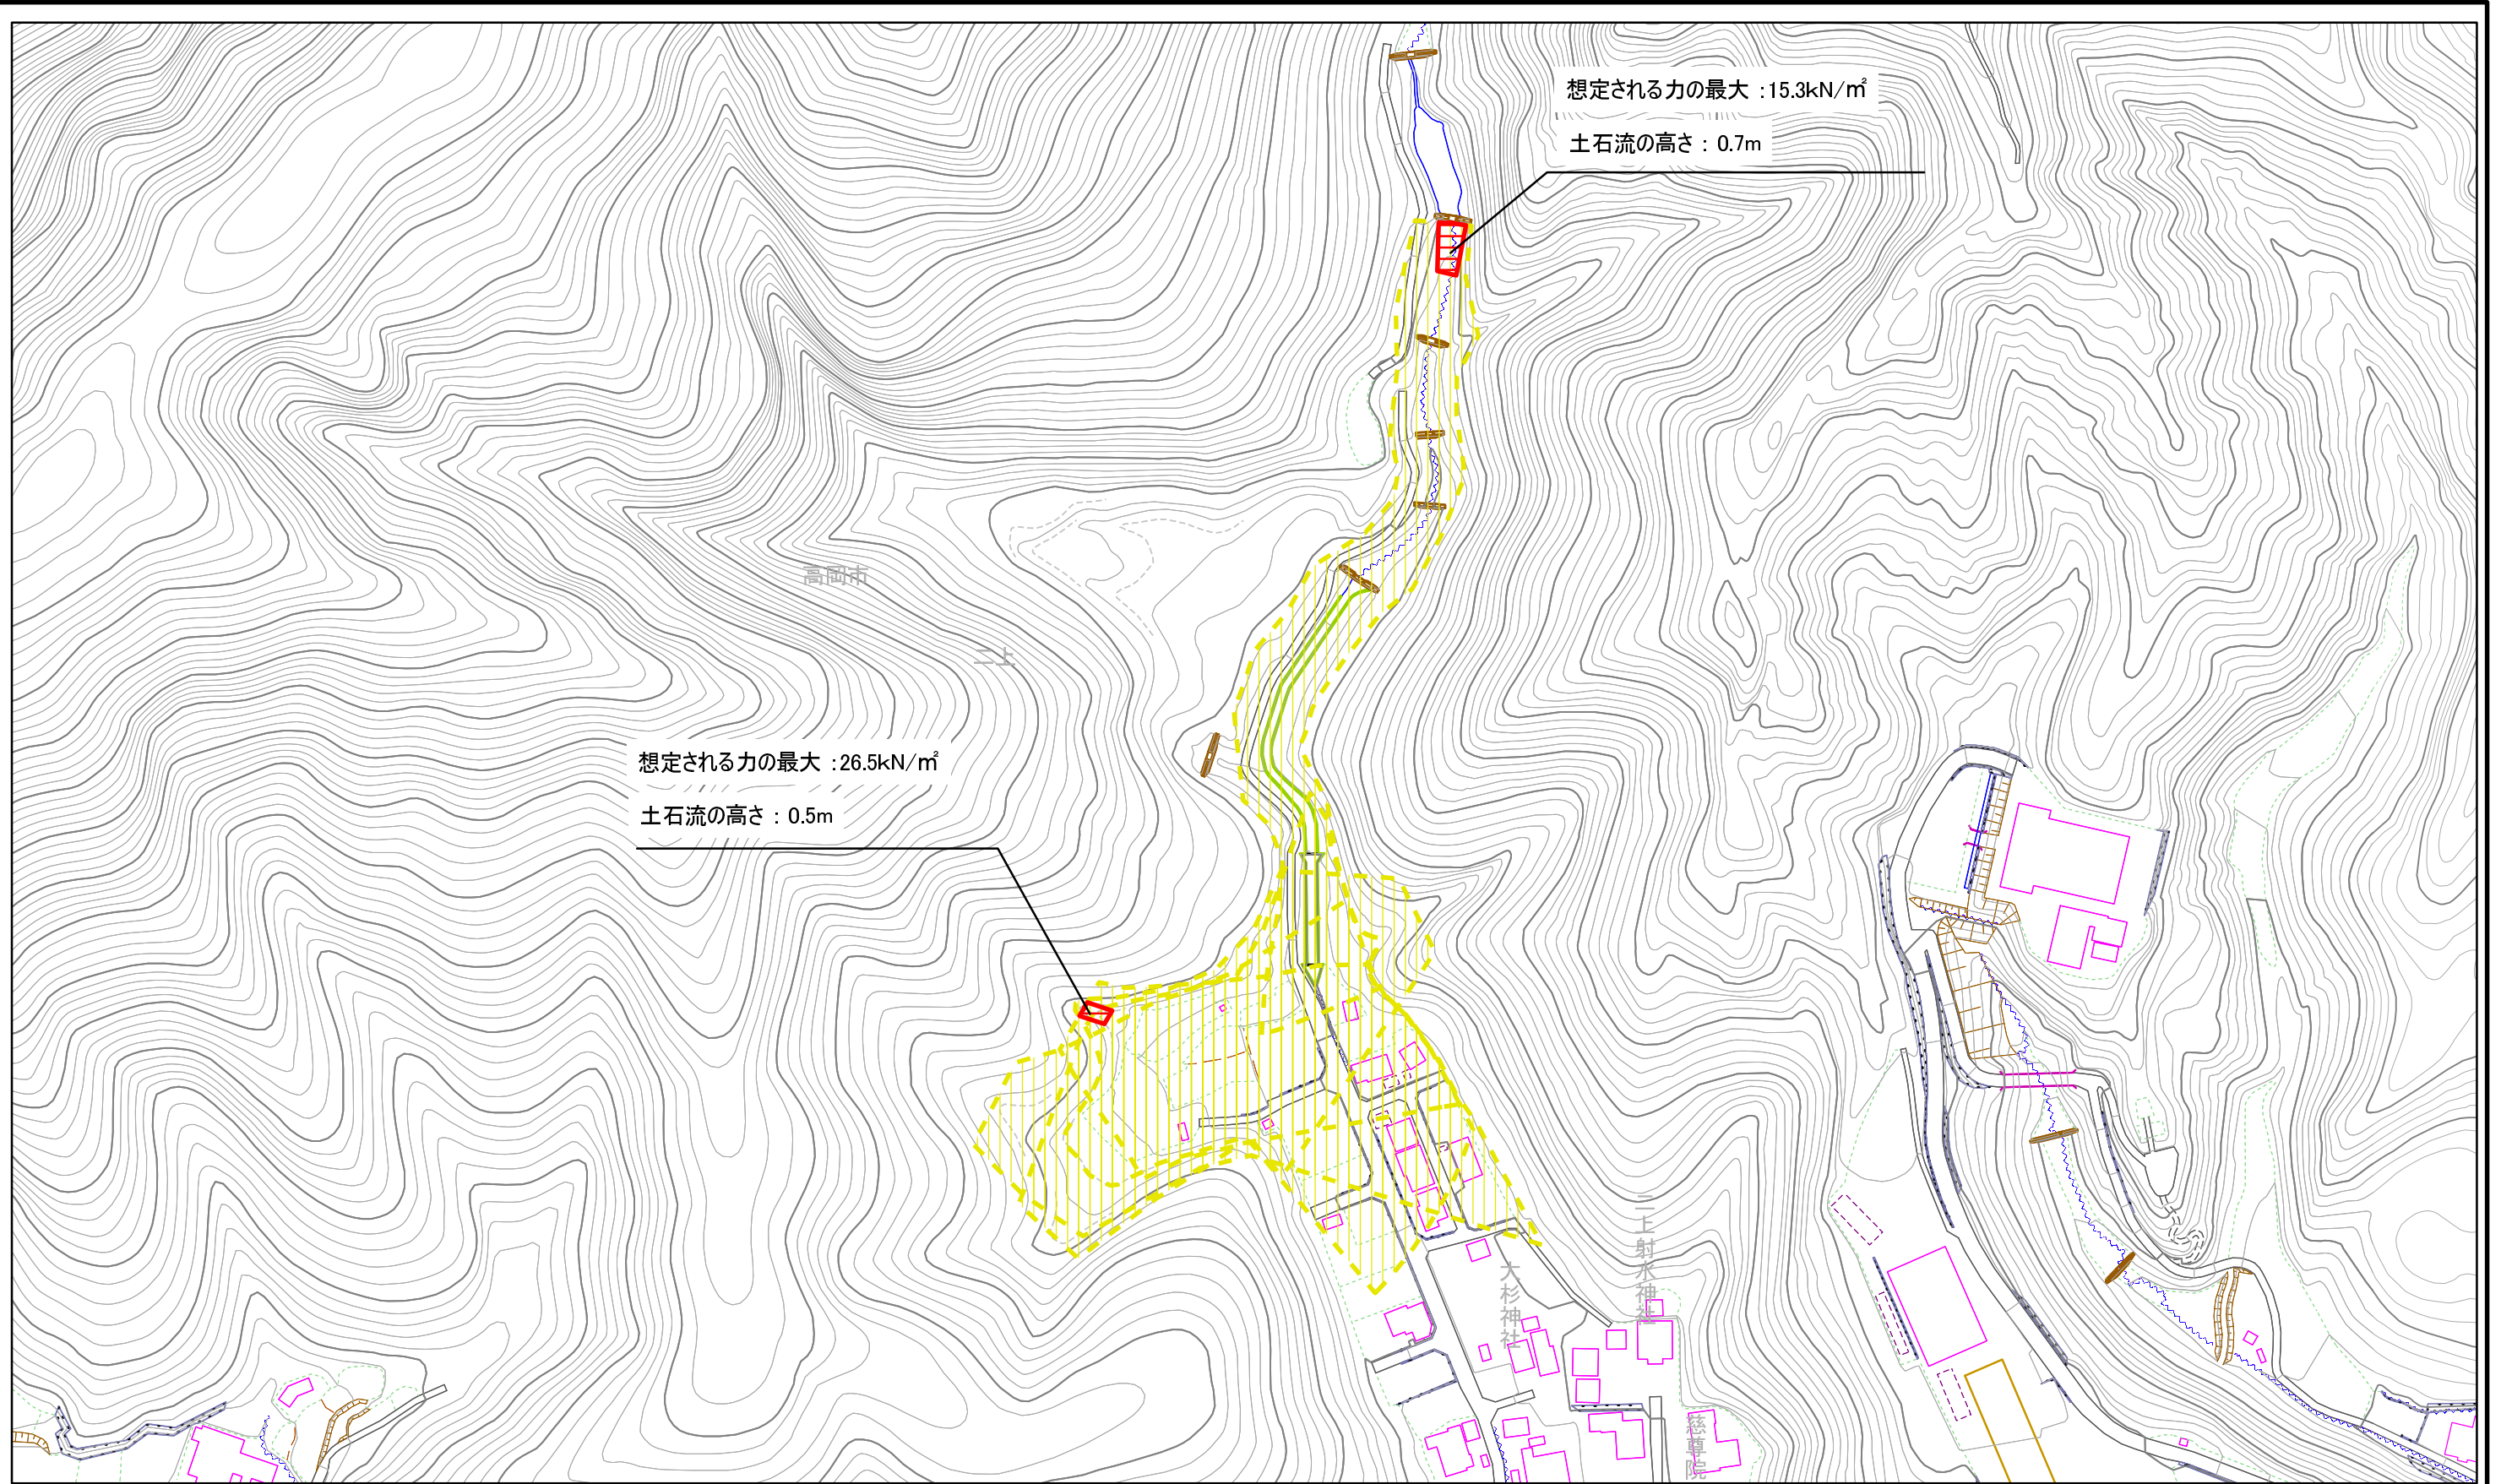 想定される力の最大 :15.3kN/㎡
土石流の高さ : 0.7m
高岡市
二上
想定される力の最大 :26.5kN/㎡
土石流の高さ : 0.5m
二上射水神社
大杉神社
慈尊院